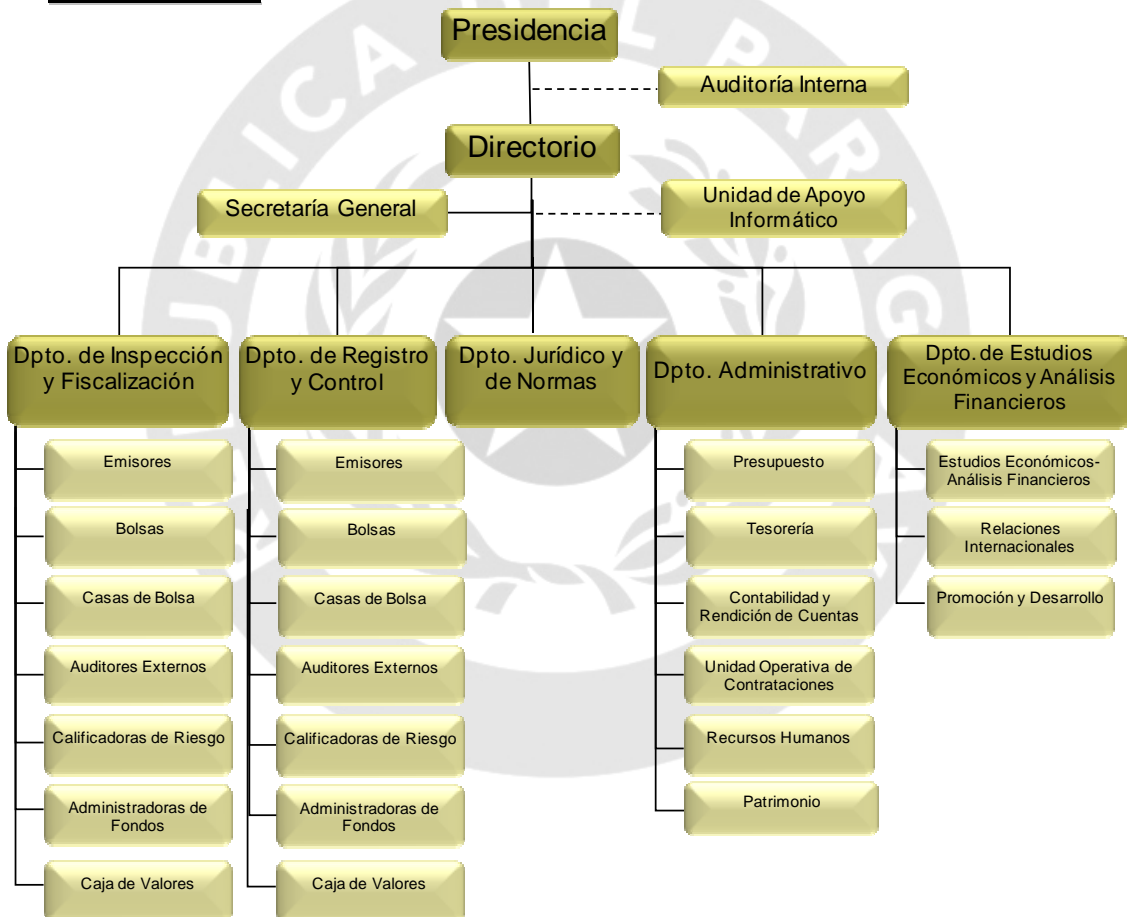 Presidencia
Auditoría Interna
Directorio
Secretaría General
Unidad de Apoyo
Informático
Dpto. de Inspección
y Fiscalización
Dpto. de Registro
y Control
Dpto. Jurídico y
de Normas
Dpto. Administrativo
Dpto. de Estudios
Económicos y Análisis
Financieros
Emisores
Bolsas
Casas de Bolsa
Auditores Externos
Calificadoras de Riesgo
Administradoras de
Fondos
Caja de Valores
Emisores
Bolsas
Casas de Bolsa
Auditores Externos
Calificadoras de Riesgo
Administradoras de
Fondos
Caja de Valores
Presupuesto
Tesorería
Contabilidad y
Rendición de Cuentas
Unidad Operativa de
Contrataciones
Recursos Humanos
Patrimonio
Estudios Económicos-
Análisis Financieros
Relaciones
Internacionales
Promoción y Desarrollo